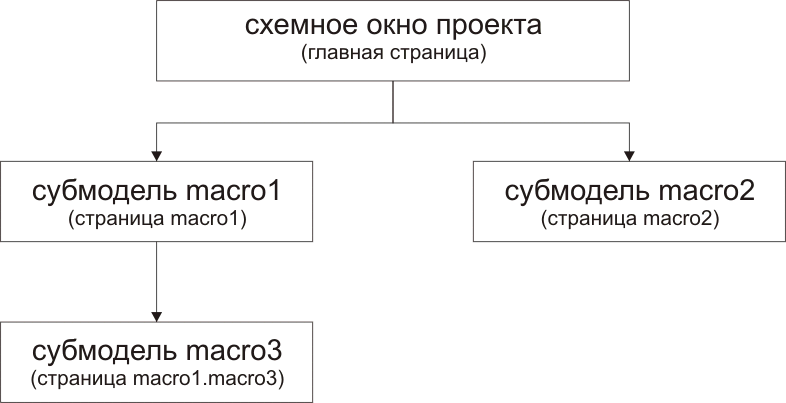 схемное окно проекта
(главная страница)
субмодель macro1
(страница macro1)
субмодель macro2
(страница macro2)
субмодель macro3
(страница macro1.macro3)